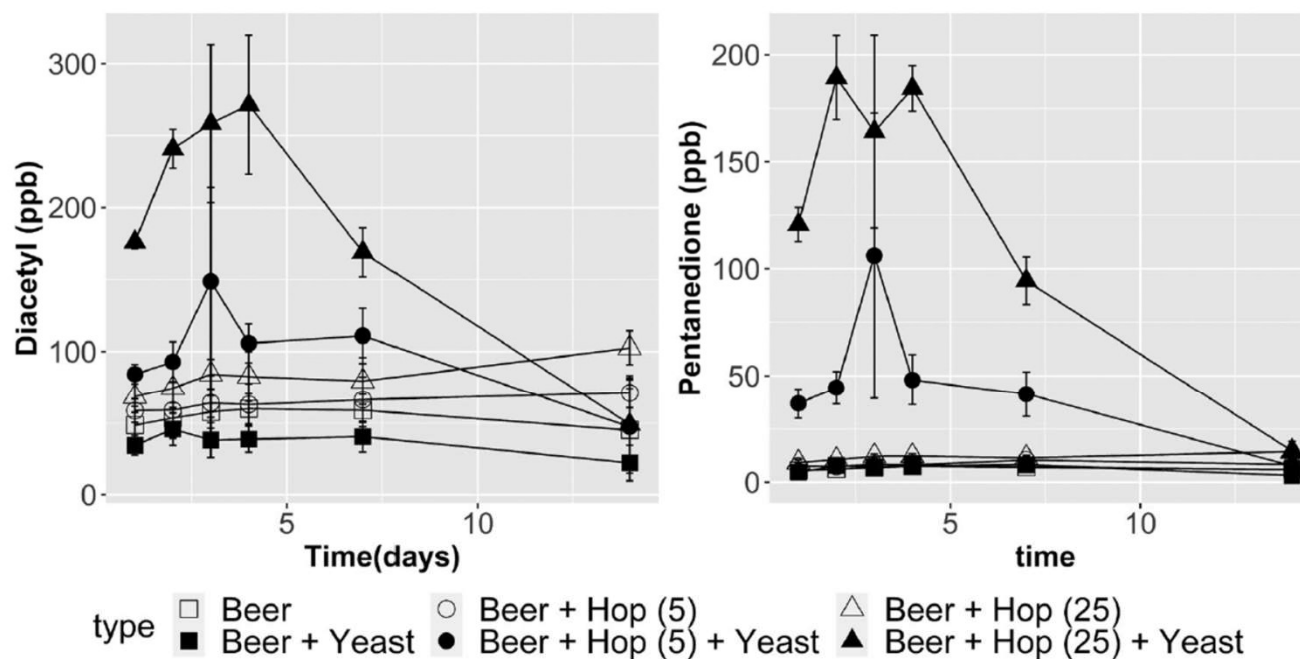 Diacetyl (ppb)
300
200
100
0
5
10
Time(days)
Pentanedione (ppb)
200
150
100
50
0
5
10
time
type
Beer
Beer + Hop (5)
Beer + Hop (25)
Beer + Yeast
Beer + Hop (5) + Yeast
Beer + Hop (25) + Yeast